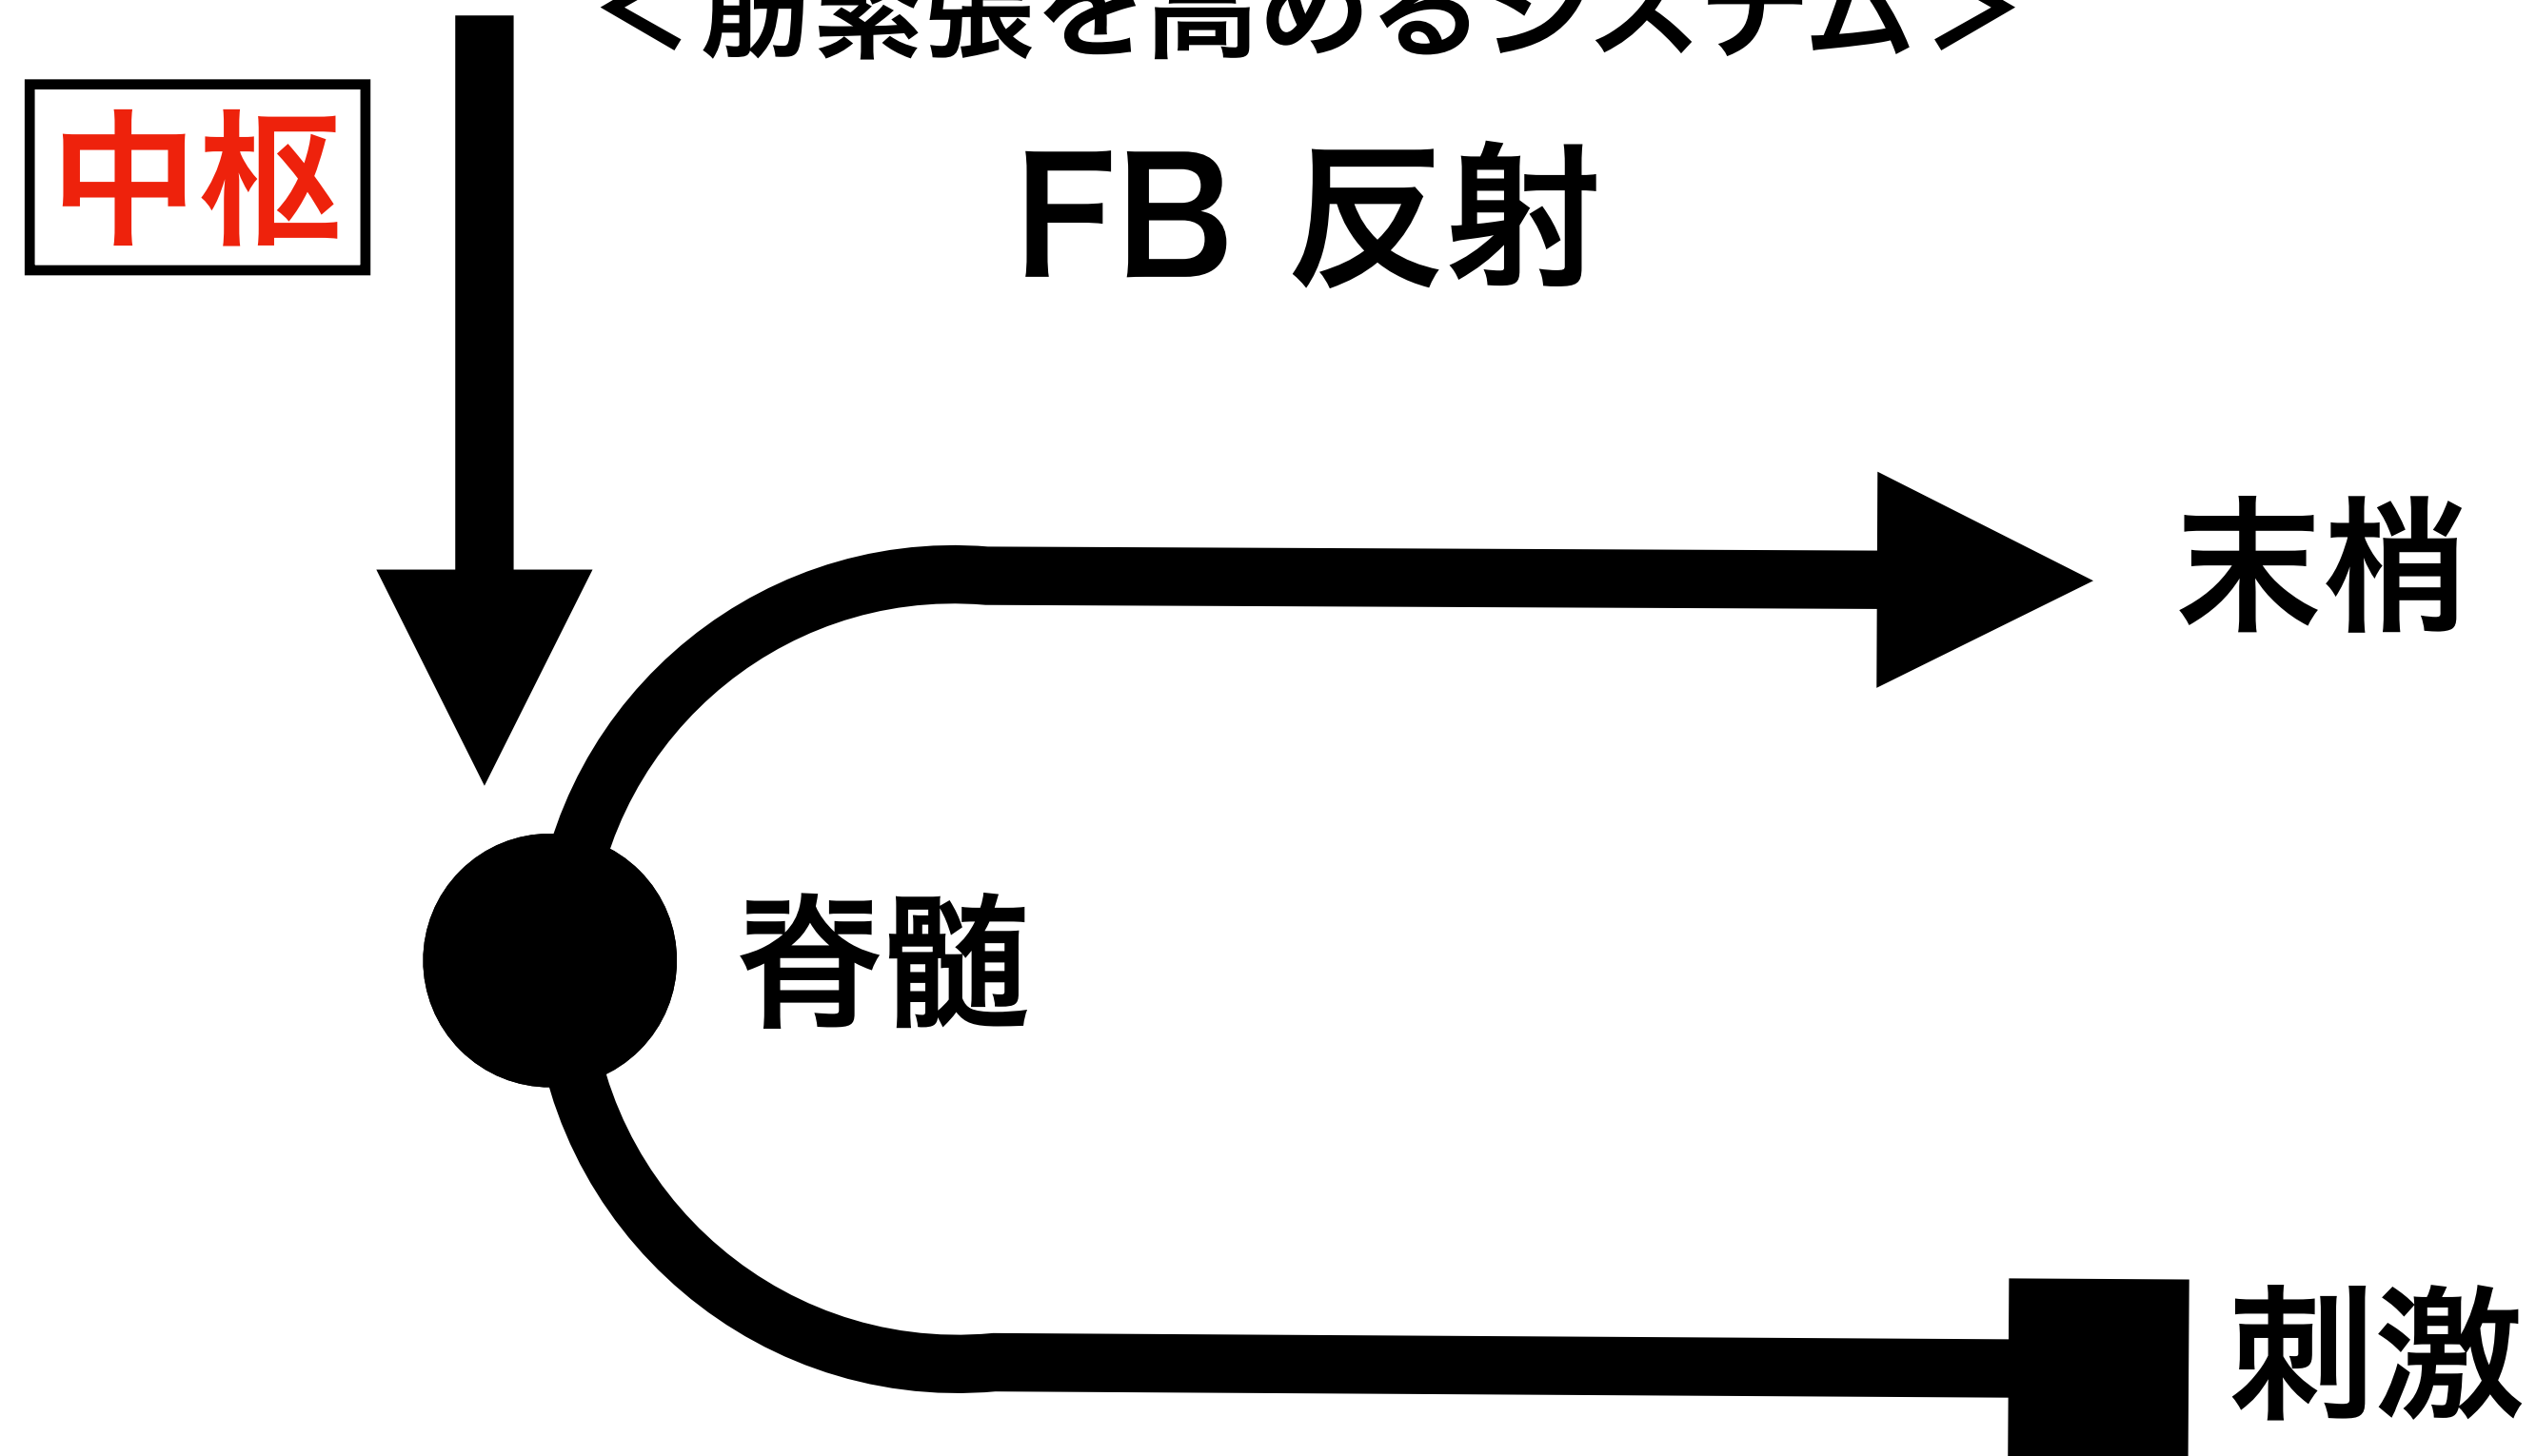 ＜筋緊張を高めるシステム＞
中枢
FB 反射
末梢
脊髄
刺激